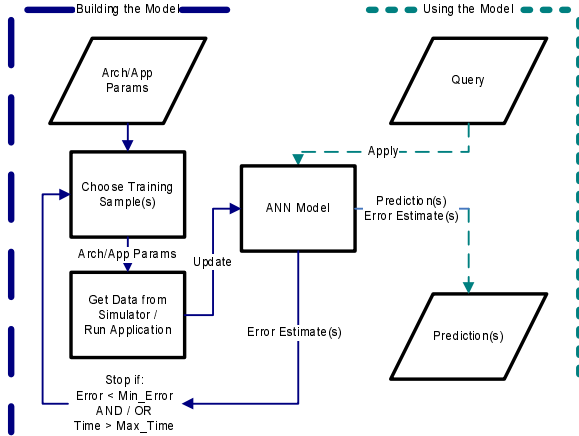 Building the Model
Using the Model
Arch/App
Params
Query
Apply
Choose Training
Sample(s)
ANN Model
Prediction(s)
Error Estimate(s)
Arch/App Params
Update
Get Data from
Simulator /
Run Application
Error Estimate(s)
Prediction(s)
Stop if:
Error < Min_Error
AND / OR
Time > Max_Time